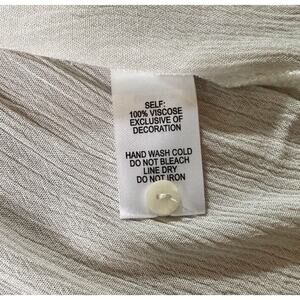 SELF:
100% VISCOSE
EXCLUSIVE OF
DECORATION
HAND WASH COLD
DO NOT BLEACH
LINE DRY
DO NOT IRON